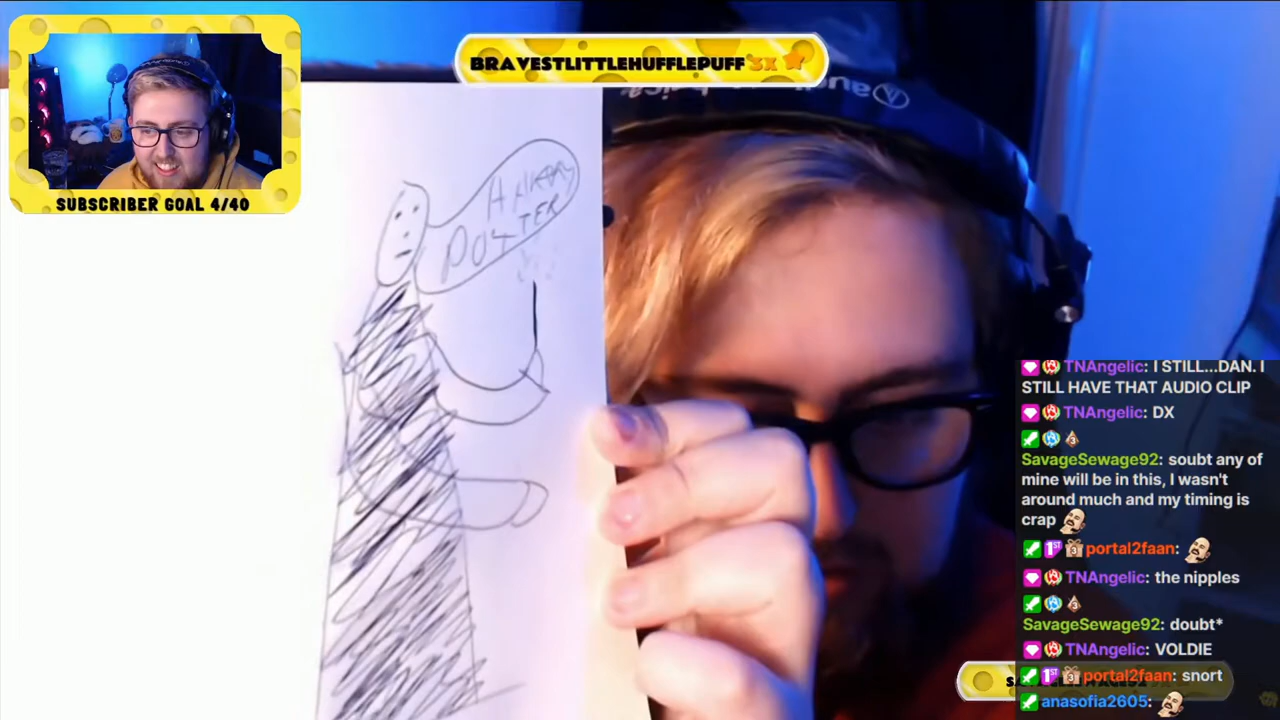 BRAVESTLITTLEHUFFLEPUFF 5X
SUBSCRIBER GOAL 4/40
HARRY
POTTER
TNAngelic: I STILL...DAN. I
STILL HAVE THAT AUDIO CLIP
TNAngelic: DX
SavageSewage92: soubt any of
mine will be in this, I wasn't
around much and my timing is
crap
portal2faan:
TNAngelic: the nipples
SavageSewage92: doubt*
TNAngelic: VOLDIE
portal2faan: snort
anasofia2605: